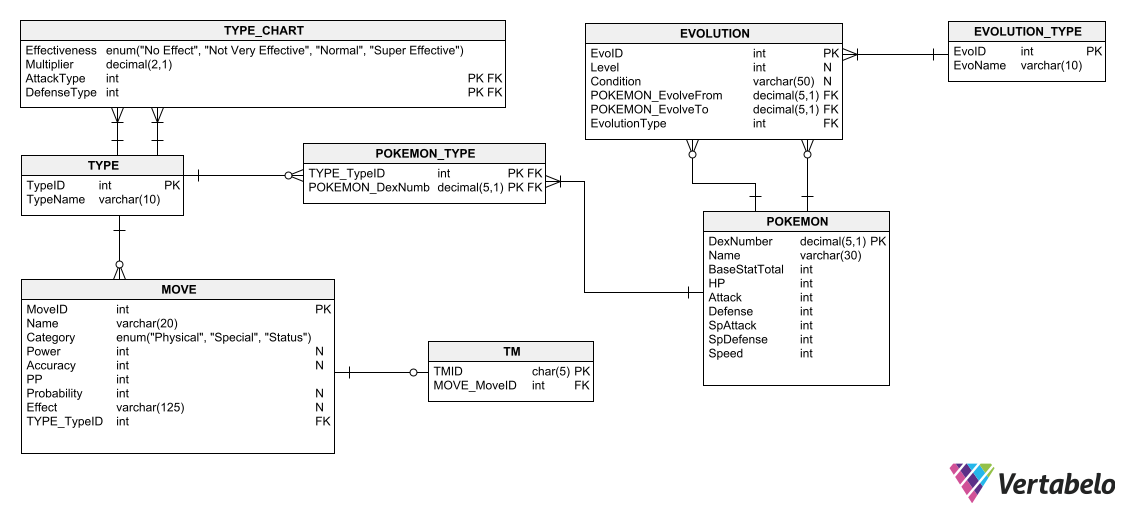 TYPE_CHART
Effectiveness enum("No Effect", "Not Very Effective", "Normal", "Super Effective")
Multiplier decimal(2,1)
AttackType int PK FK
DefenseType int PK FK
EVOLUTION
EvoID int PK
Level int N
Condition varchar(50) N
POKEMON_EvolveFrom decimal(5,1) FK
POKEMON_EvolveTo decimal(5,1) FK
EvolutionType int FK
EVOLUTION_TYPE
EvoID int PK
EvoName varchar(10)
TYPE
TypeID int PK
TypeName varchar(10)
POKEMON_TYPE
TYPE_TypeID int PK FK
POKEMON_DexNumb decimal(5,1) PK FK
POKEMON
DexNumber decimal(5,1) PK
Name varchar(30)
BaseStatTotal int
HP int
Attack int
Defense int
SpAttack int
SpDefense int
Speed int
MOVE
MoveID int PK
Name varchar(20)
Category enum("Physical", "Special", "Status")
Power int N
Accuracy int N
PP int
Probability int N
Effect varchar(125) N
TYPE_TypeID int FK
TM
TMID char(5) PK
MOVE_MoveID int FK
Vertabelo